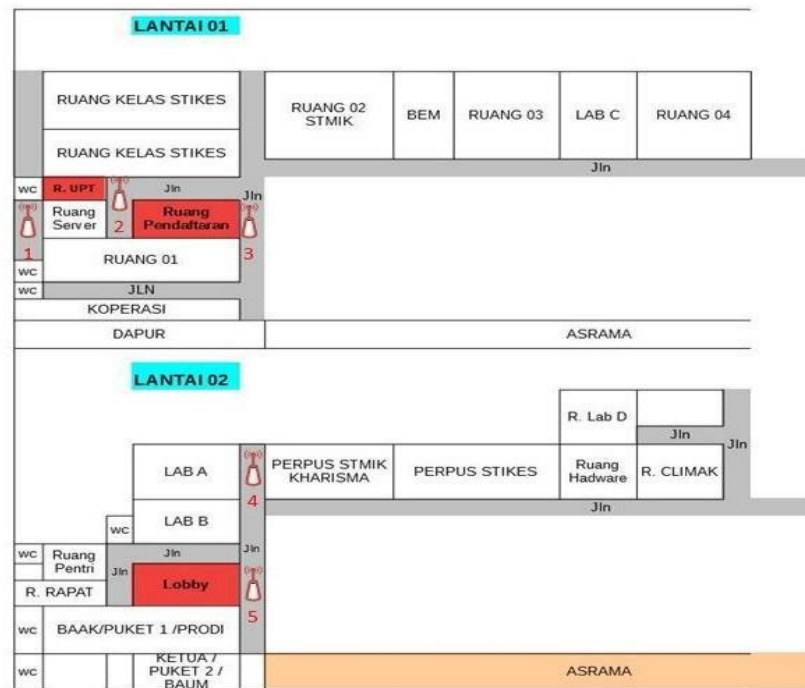 LANTAI 01
RUANG KELAS STIKES
RUANG 02
STMIK
BEM
RUANG 03
LAB C
RUANG 04
RUANG KELAS STIKES
Jln
wc
R. UPT
Jln
Jln
Ruang
Server
2
Ruang
Pendaftaran
1
3
RUANG 01
wc
wc
JLN
KOPERASI
DAPUR
ASRAMA
LANTAI 02
R. Lab D
Jln
Jln
LAB A
4
PERPUS STMIK
KHARISMA
PERPUS STIKES
Ruang
Hadware
R. CLIMAK
Jln
LAB B
wc
wc
Ruang
Pentri
Jln
Jln
Jln
Lobby
R. RAPAT
5
wc
BAAK/PUKET 1 /PRODI
wc
KETUA /
PUKET 2 /
BAUM
ASRAMA